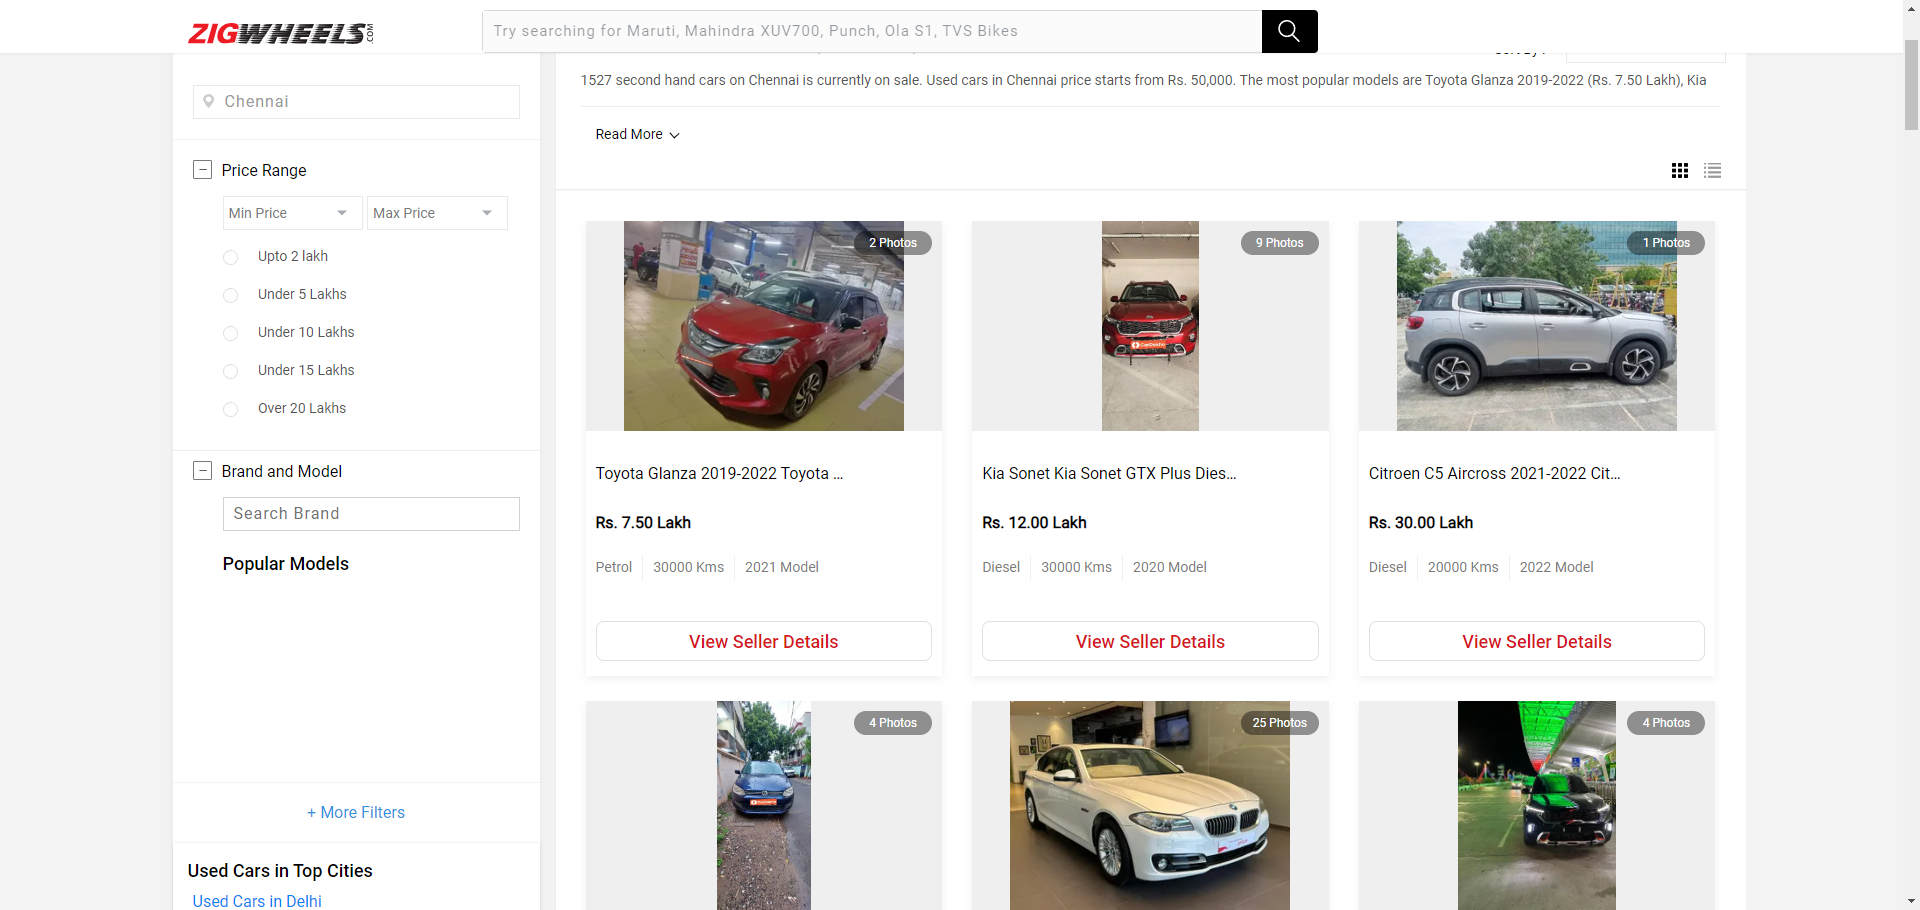 ZIGWHEELS.COM
Try searching for Maruti, Mahindra XUV700, Punch, Ola S1, TVS Bikes
Chennai
Price Range
Min Price
Max Price
Upto 2 lakh
Under 5 Lakhs
Under 10 Lakhs
Under 15 Lakhs
Over 20 Lakhs
Brand and Model
Search Brand
Popular Models
+ More Filters
Used Cars in Top Cities
Used Cars in Delhi
1527 second hand cars on Chennai is currently on sale. Used cars in Chennai price starts from Rs. 50,000. The most popular models are Toyota Glanza 2019-2022 (Rs. 7.50 Lakh), Kia
Read More
2 Photos
Toyota Glanza 2019-2022 Toyota ...
Rs. 7.50 Lakh
Petrol 30000 Kms 2021 Model
View Seller Details
9 Photos
CarDekho
Kia Sonet Kia Sonet GTX Plus Dies...
Rs. 12.00 Lakh
Diesel 30000 Kms 2020 Model
View Seller Details
1 Photos
Citroen C5 Aircross 2021-2022 Cit...
Rs. 30.00 Lakh
Diesel 20000 Kms 2022 Model
View Seller Details
4 Photos
25 Photos
4 Photos